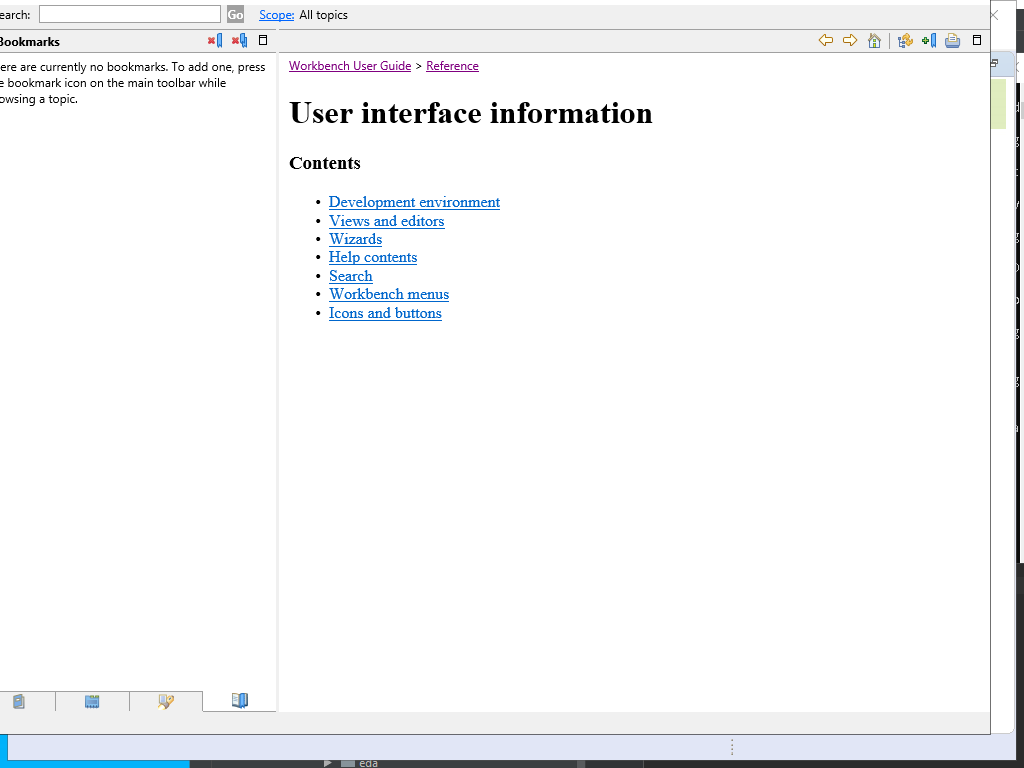 earch:
Go
Scope: All topics
Bookmarks
ere are currently no bookmarks. To add one, press
e bookmark icon on the main toolbar while
owsing a topic.
Workbench User Guide > Reference
User interface information
Contents
• Development environment
• Views and editors
• Wizards
• Help contents
• Search
• Workbench menus
• Icons and buttons
eda